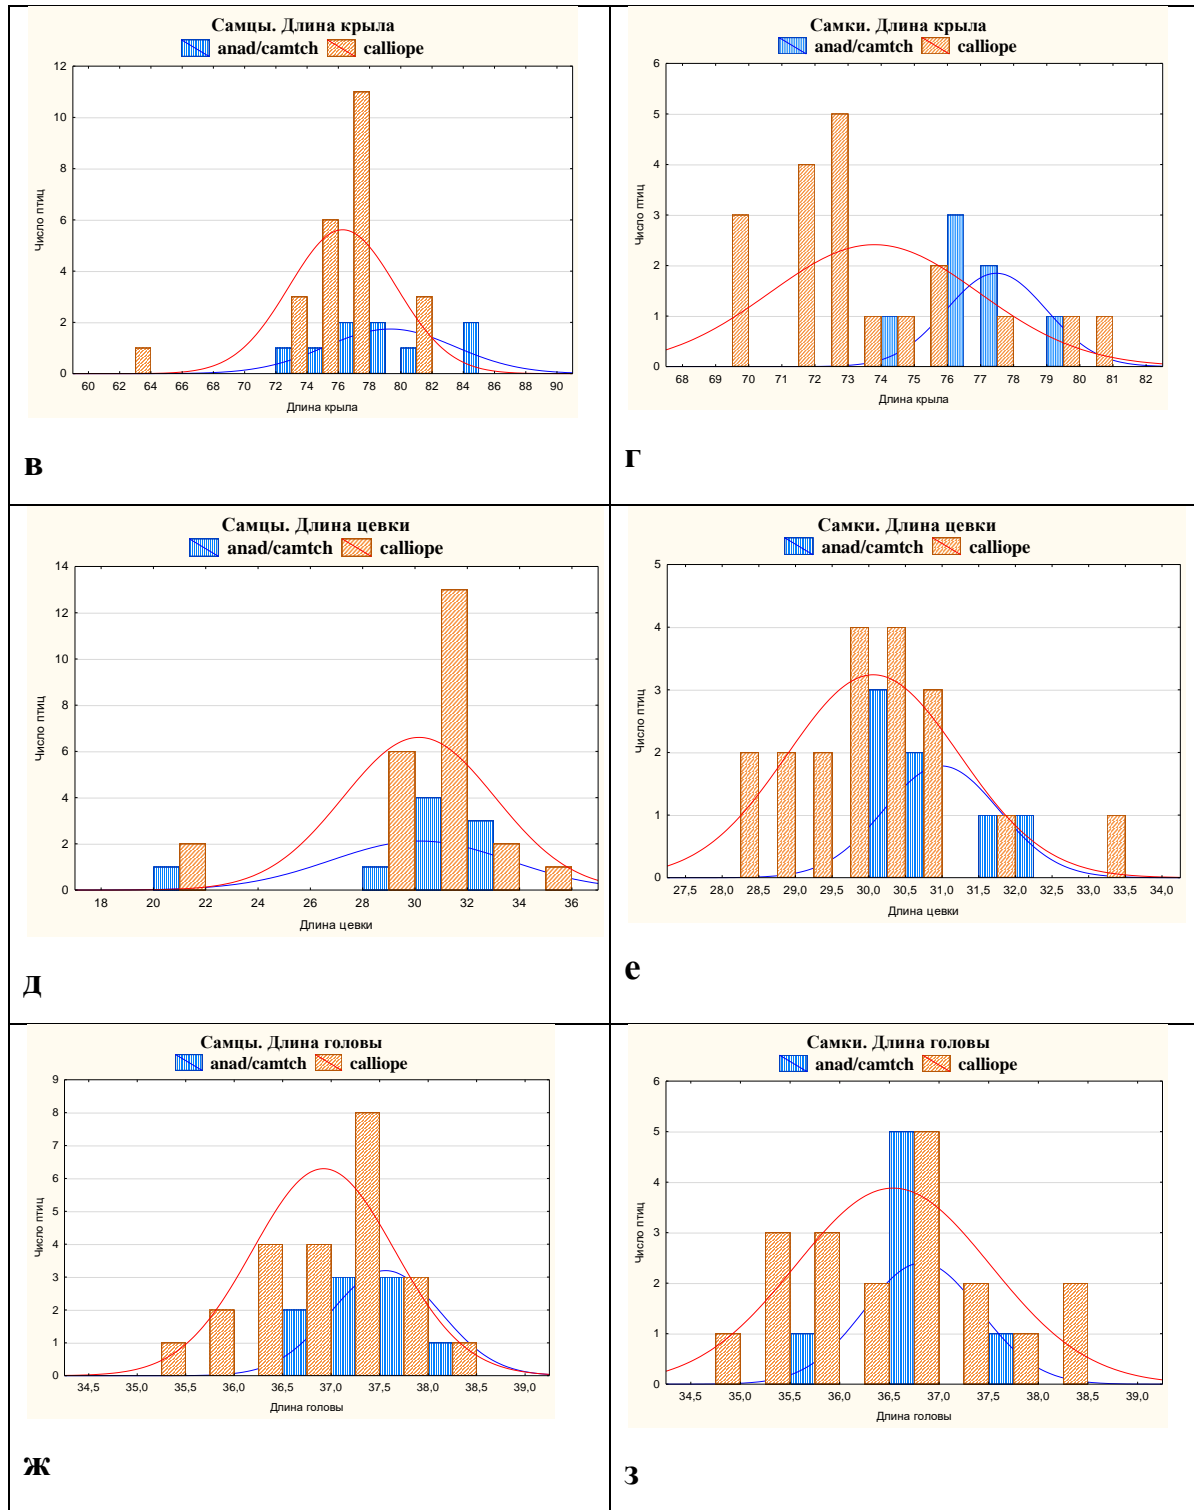 Самцы. Длина крыла
anad/camtch calliope
Число птиц
12
10
8
6
4
2
0
60 62 64 66 68 70 72 74 76 78 80 82 84 86 88 90
Длина крыла
в
Самки. Длина крыла
anad/camtch calliope
Число птиц
6
5
4
3
2
1
0
68 69 70 71 72 73 74 75 76 77 78 79 80 81 82
Длина крыла
г
Самцы. Длина цевки
anad/camtch calliope
Число птиц
14
12
10
8
6
4
2
0
18 20 22 24 26 28 30 32 34 36
Длина цевки
д
Самки. Длина цевки
anad/camtch calliope
Число птиц
5
4
3
2
1
0
27,5 28,0 28,5 29,0 29,5 30,0 30,5 31,0 31,5 32,0 32,5 33,0 33,5 34,0
Длина цевки
е
Самцы. Длина головы
anad/camtch calliope
Число птиц
9
8
7
6
5
4
3
2
1
0
34,5 35,0 35,5 36,0 36,5 37,0 37,5 38,0 38,5 39,0
Длина головы
ж
Самки. Длина головы
anad/camtch calliope
Число птиц
6
5
4
3
2
1
0
34,5 35,0 35,5 36,0 36,5 37,0 37,5 38,0 38,5 39,0
Длина головы
з